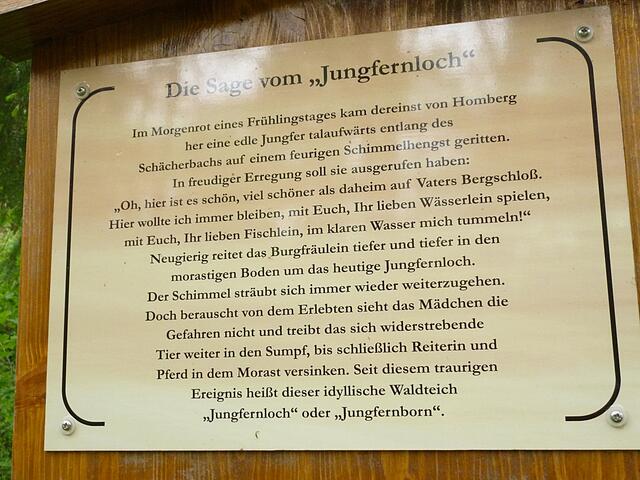 Die Sage vom „Jungfernloch“
Im Morgenrot eines Frühlingstages kam dereinst von Homberg
her eine edle Jungfer talaufwärts entlang des
Schächerbachs auf einem feurigen Schimmelhengst geritten.
In freudiger Erregung soll sie ausgerufen haben:
„Oh, hier ist es schön, viel schöner als daheim auf Vaters Bergschloß.
Hier wollte ich immer bleiben, mit Euch, Ihr lieben Wässerlein spielen,
mit Euch, Ihr lieben Fischlein, im klaren Wasser mich tummeln!“
Neugierig reitet das Burgfräulein tiefer und tiefer in den
morastigen Boden um das heutige Jungfernloch.
Der Schimmel sträubt sich immer wieder weiterzugehen.
Doch berauscht von dem Erlebten sieht das Mädchen die
Gefahren nicht und treibt das sich widerstrebende
Tier weiter in den Sumpf, bis schließlich Reiterin und
Pferd in dem Morast versinken. Seit diesem traurigen
Ereignis heißt dieser idyllische Waldteich
„Jungfernloch“ oder „Jungfernborn“.